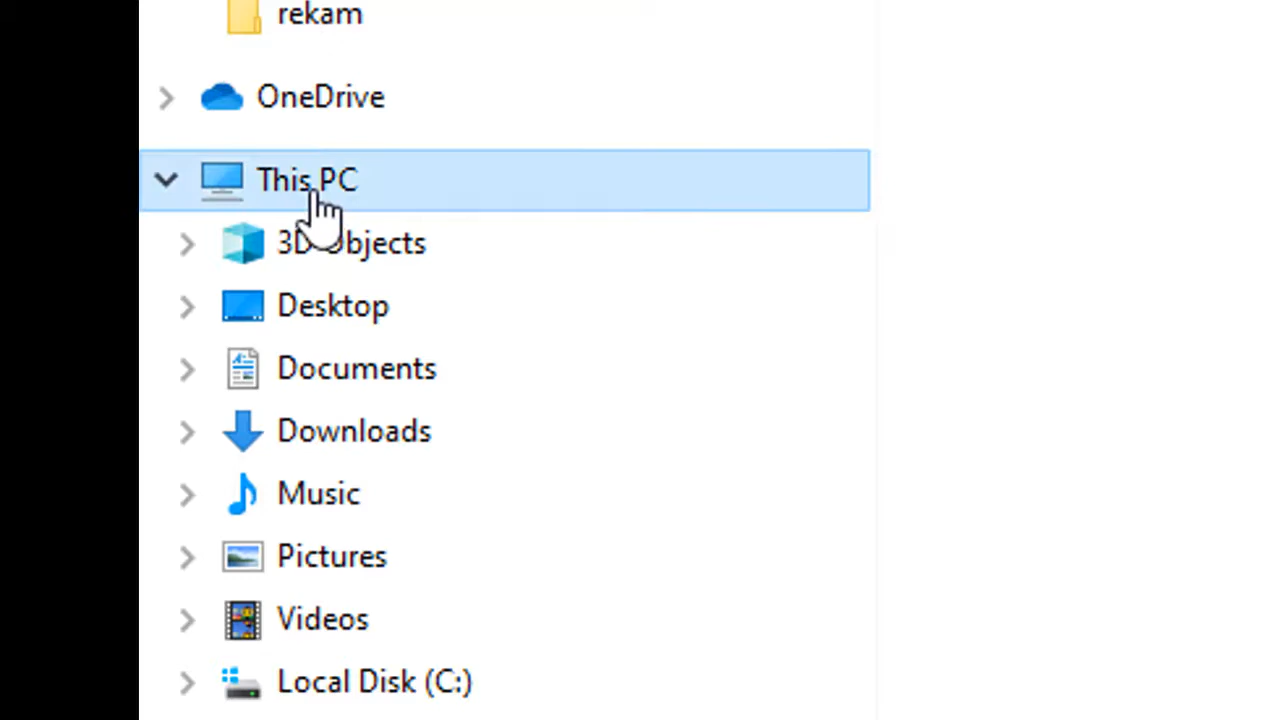 rekam
OneDrive
This PC
3D Objects
Desktop
Documents
Downloads
Music
Pictures
Videos
Local Disk (C:)